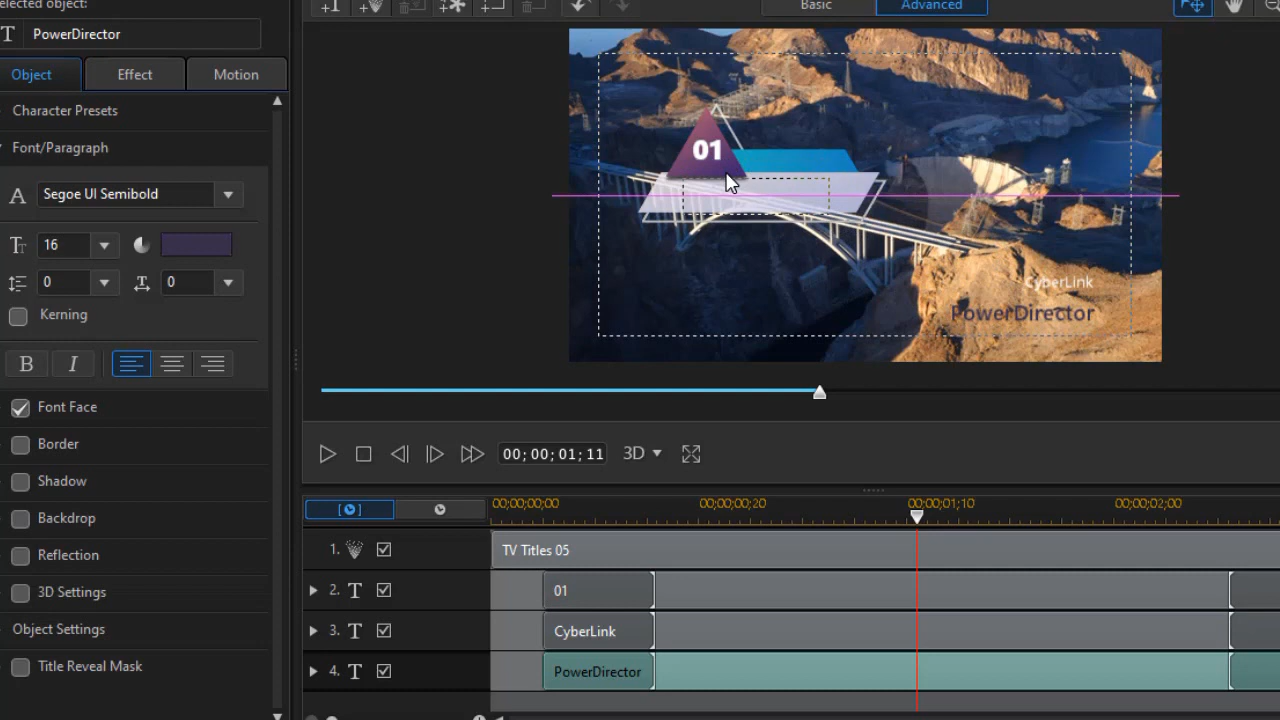 selected object:
Basic
Advanced
T PowerDirector
Object
Effect
Motion
Character Presets
Font/Paragraph
A Segoe UI Semibold
16
0
0
Kerning
B I
Font Face
Border
Shadow
Backdrop
Reflection
3D Settings
Object Settings
Title Reveal Mask
01
CyberLink
PowerDirector
00;00;01;11
3D
00;00;00;00
00;00;00;20
00;00;01;10
00;00;02;00
1. TV Titles 05
2. T 01
3. T CyberLink
4. T PowerDirector